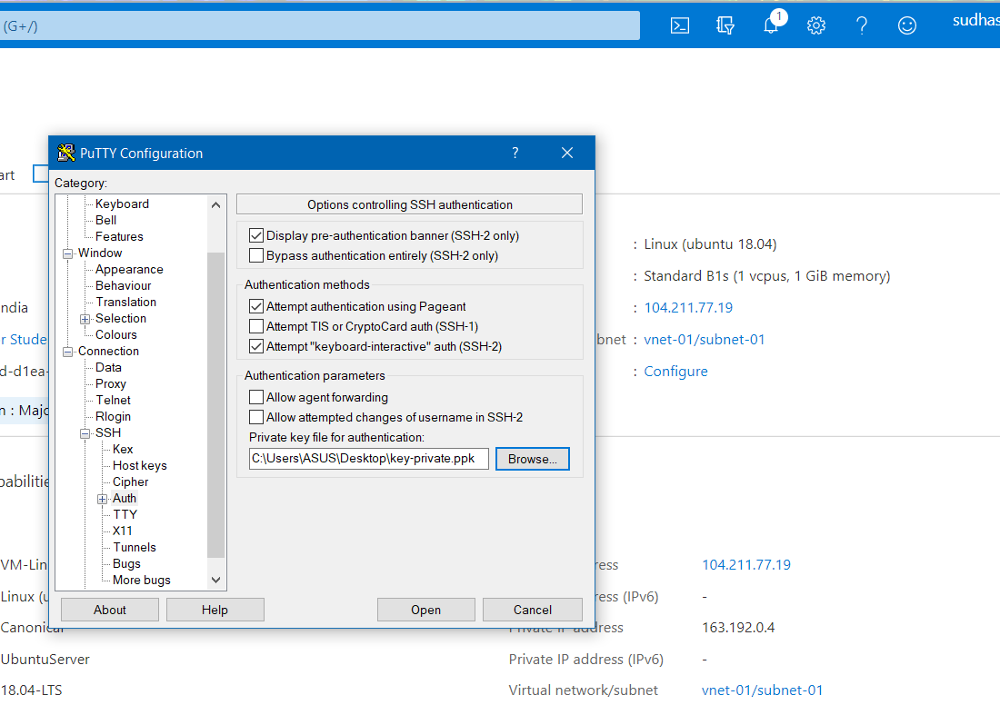 (G+/)
1
sudhas
PuTTY Configuration
?
Category:
Keyboard
Bell
Features
Window
Appearance
Behaviour
Translation
Selection
Colours
Connection
Data
Proxy
Telnet
Rlogin
SSH
Kex
Host keys
Cipher
Auth
TTY
X11
Tunnels
Bugs
More bugs
Options controlling SSH authentication
Display pre-authentication banner (SSH-2 only)
Bypass authentication entirely (SSH-2 only)
Authentication methods
Attempt authentication using Pageant
Attempt TIS or CryptoCard auth (SSH-1)
Attempt "keyboard-interactive" auth (SSH-2)
Authentication parameters
Allow agent forwarding
Allow attempted changes of username in SSH-2
Private key file for authentication:
C:\Users\ASUS\Desktop\key-private.ppk
Browse...
About
Help
Open
Cancel
art
: Linux (ubuntu 18.04)
: Standard B1s (1 vcpus, 1 GiB memory)
ndia : 104.211.77.19
r Stude bnet : vnet-01/subnet-01
d-d1ea- : Configure
n : Majo
pabilitie
VM-Lin ress 104.211.77.19
Linux (u ress (IPv6) -
Canonical Private IP address 163.192.0.4
UbuntuServer Private IP address (IPv6) -
18.04-LTS Virtual network/subnet vnet-01/subnet-01